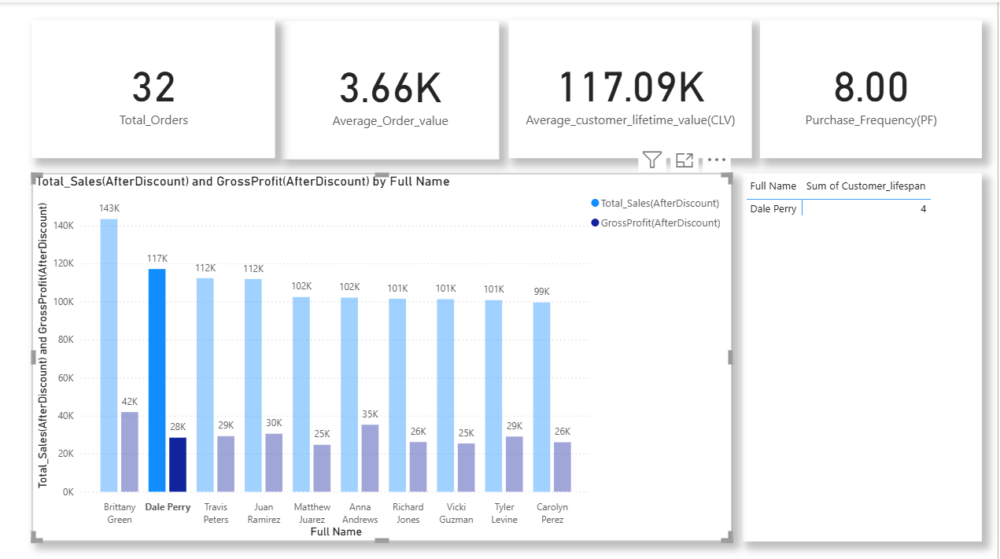 32
Total_Orders
3.66K
Average_Order_value
117.09K
Average_customer_lifetime_value(CLV)
8.00
Purchase_Frequency(PF)
Total_Sales(AfterDiscount) and GrossProfit(AfterDiscount) by Full Name
Total_Sales(AfterDiscount)
GrossProfit(AfterDiscount)
Total_Sales(AfterDiscount) and GrossProfit(AfterDiscount)
140K
120K
100K
80K
60K
40K
20K
0K
143K
42K
117K
28K
112K
29K
112K
30K
102K
25K
102K
35K
101K
26K
101K
25K
101K
29K
99K
26K
Brittany
Green
Dale Perry
Travis
Peters
Juan
Ramirez
Matthew
Juarez
Anna
Andrews
Richard
Jones
Vicki
Guzman
Tyler
Levine
Carolyn
Perez
Full Name
Full Name Sum of Customer_lifespan
Dale Perry 4